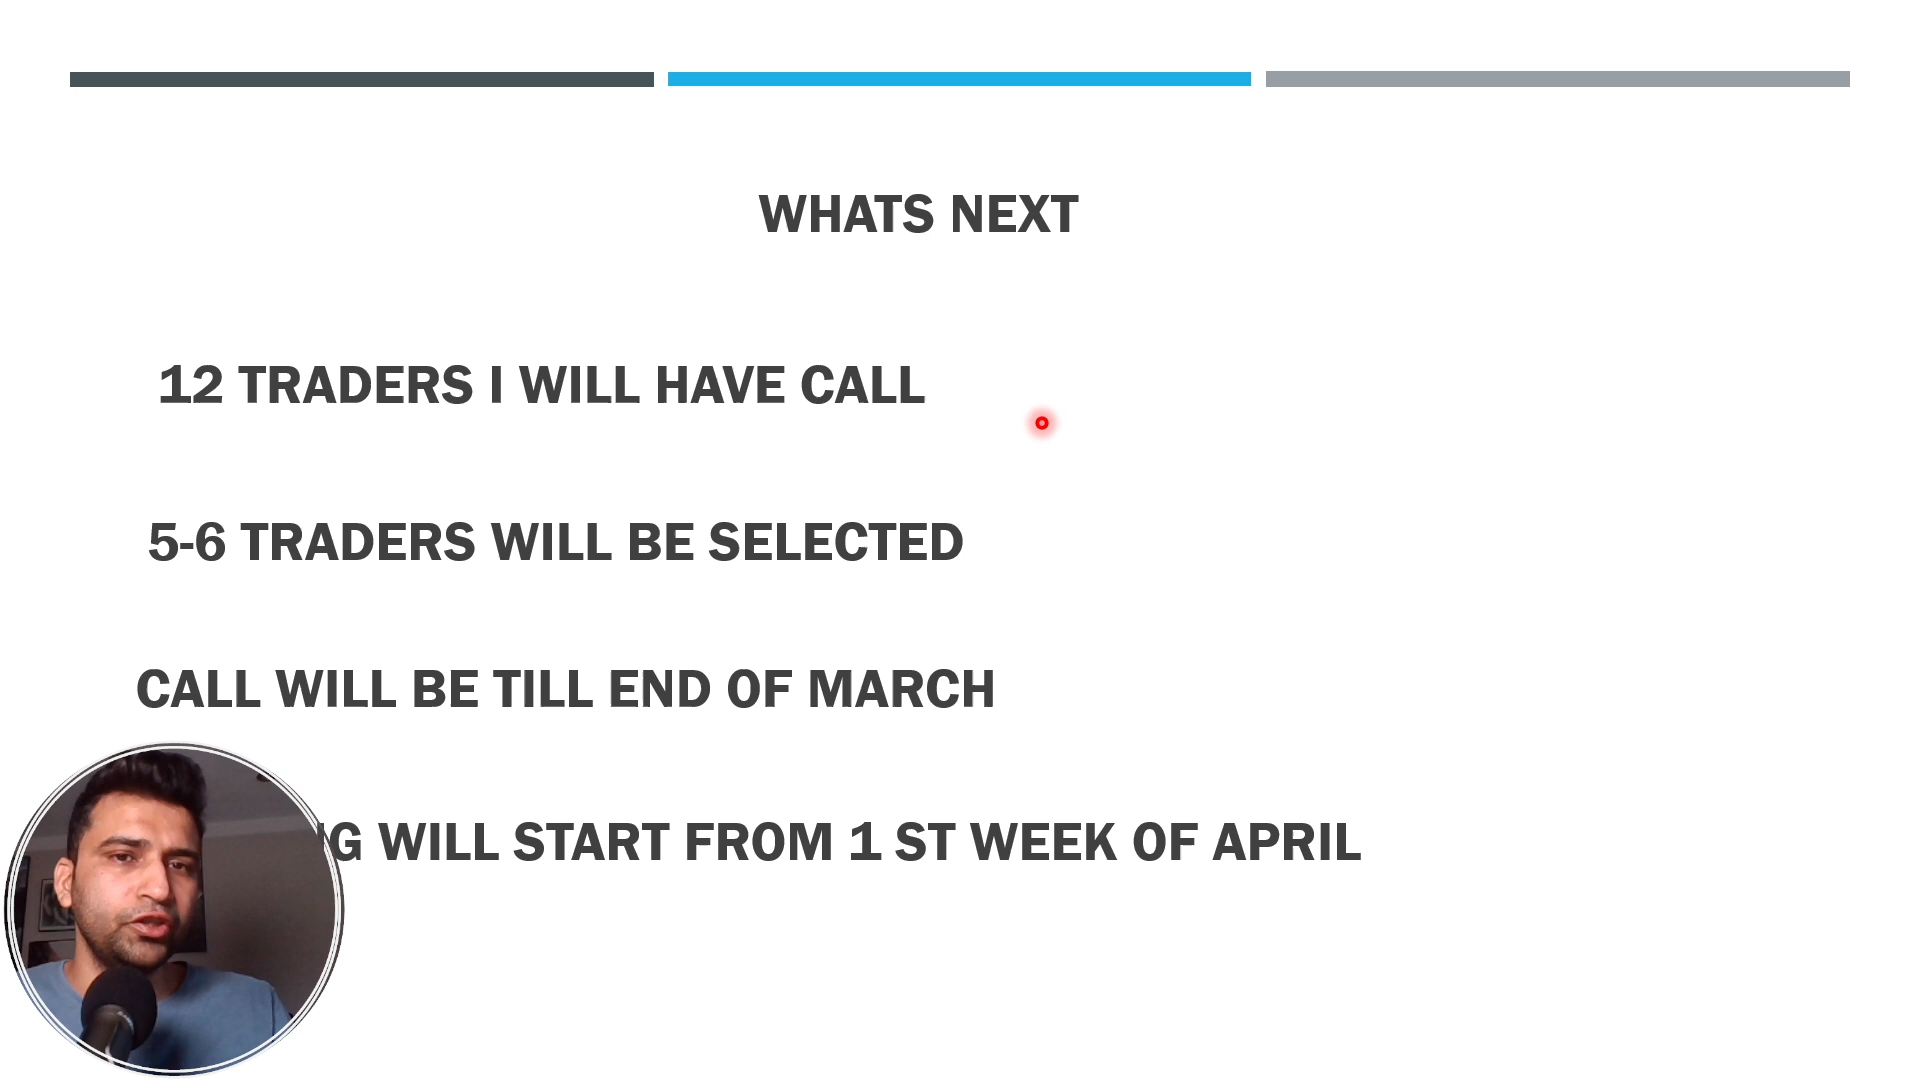 WHATS NEXT
12 TRADERS I WILL HAVE CALL
5-6 TRADERS WILL BE SELECTED
CALL WILL BE TILL END OF MARCH
WILL START FROM 1 ST WEEK OF APRIL